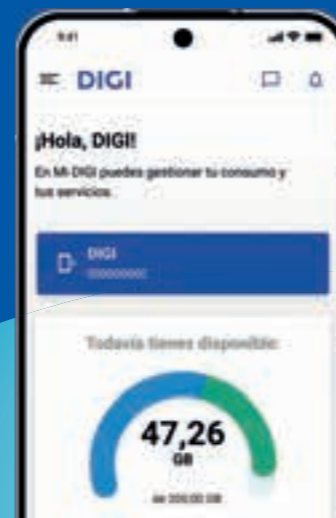 9:41
DIGI
¡Hola, DIGI!
En Mi DIGI puedes gestionar tu consumo y
tus servicios.
DIGI
Todavía tienes disponible:
47,26
GB